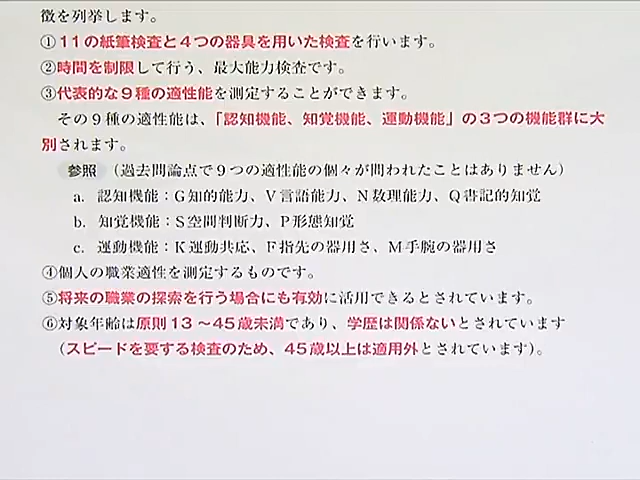 徴を列挙します。
①11の紙筆検査と4つの器具を用いた検査を行います。
②時間を制限して行う、最大能力検査です。
③代表的な9種の適性能を測定することができます。
その9種の適性能は、「認知機能、知覚機能、運動機能」の3つの機能群に大
別されます。
参照 (過去問論点で9つの適性能の個々が問われたことはありません)
a. 認知機能：G知的能力、V言語能力、N数理能力、Q書記的知覚
b. 知覚機能：S空間判断力、P形態知覚
c. 運動機能：K運動共応、F指先の器用さ、M手腕の器用さ
④個人の職業適性を測定するものです。
⑤将来の職業の探索を行う場合にも有効に活用できるとされています。
⑥対象年齢は原則13～45歳未満であり、学歴は関係ないとされています
(スピードを要する検査のため、45歳以上は適用外とされています)。